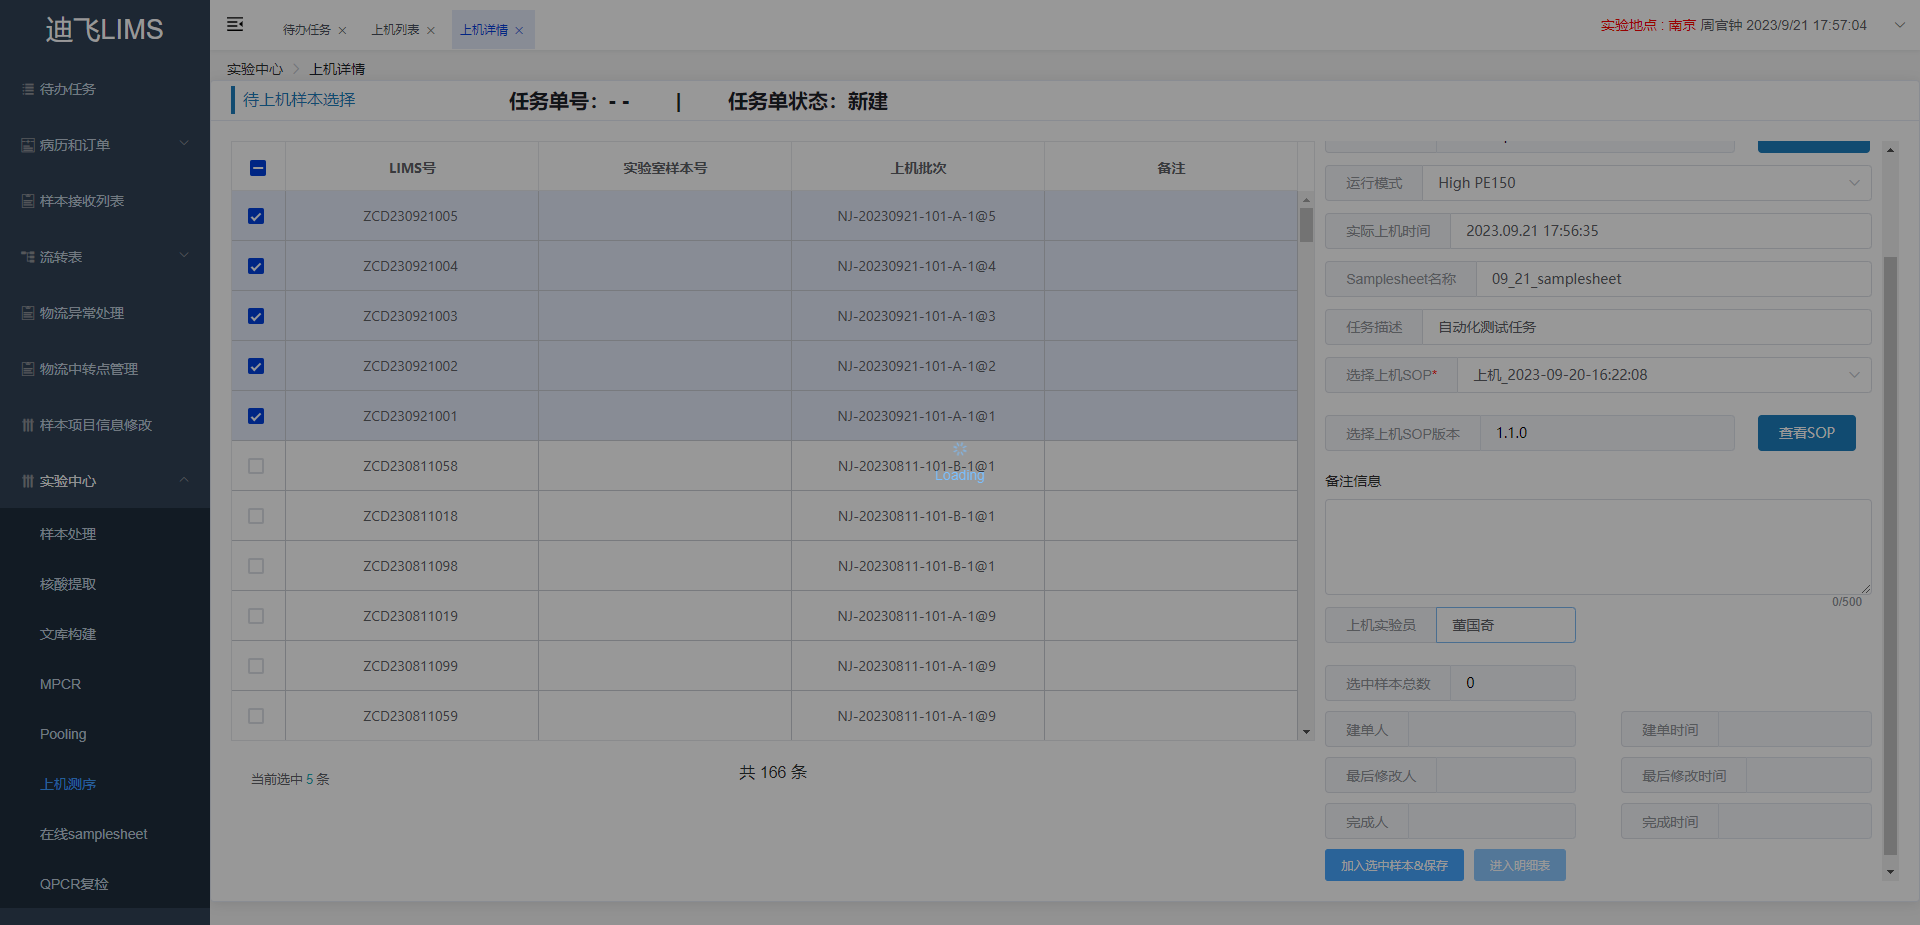 迪飞LIMS
待办任务
上机列表
上机详情
实验地点 : 南京 周官钟 2023/9/21 17:57:04
实验中心
上机详情
待办任务
病历和订单
样本接收列表
流转表
物流异常处理
物流中转点管理
样本项目信息修改
实验中心
样本处理
核酸提取
文库构建
MPCR
Pooling
上机测序
在线samplesheet
QPCR复检
待上机样本选择
任务单号：- -
|
任务单状态：新建
LIMS号 实验室样本号 上机批次 备注
ZCD230921005 NJ-20230921-101-A-1@5
ZCD230921004 NJ-20230921-101-A-1@4
ZCD230921003 NJ-20230921-101-A-1@3
ZCD230921002 NJ-20230921-101-A-1@2
ZCD230921001 NJ-20230921-101-A-1@1
ZCD230811058 NJ-20230811-101-B-1@1
Loading
ZCD230811018 NJ-20230811-101-B-1@1
ZCD230811098 NJ-20230811-101-B-1@1
ZCD230811019 NJ-20230811-101-A-1@9
ZCD230811099 NJ-20230811-101-A-1@9
ZCD230811059 NJ-20230811-101-A-1@9
当前选中 5 条
共 166 条
运行模式 High PE150
实际上机时间 2023.09.21 17:56:35
Samplesheet名称 09_21_samplesheet
任务描述 自动化测试任务
选择上机SOP* 上机_2023-09-20-16:22:08
选择上机SOP版本 1.1.0 查看SOP
备注信息
0/500
上机实验员 董国奇
选中样本总数 0
建单人 建单时间
最后修改人 最后修改时间
完成人 完成时间
加入选中样本&保存 进入明细表